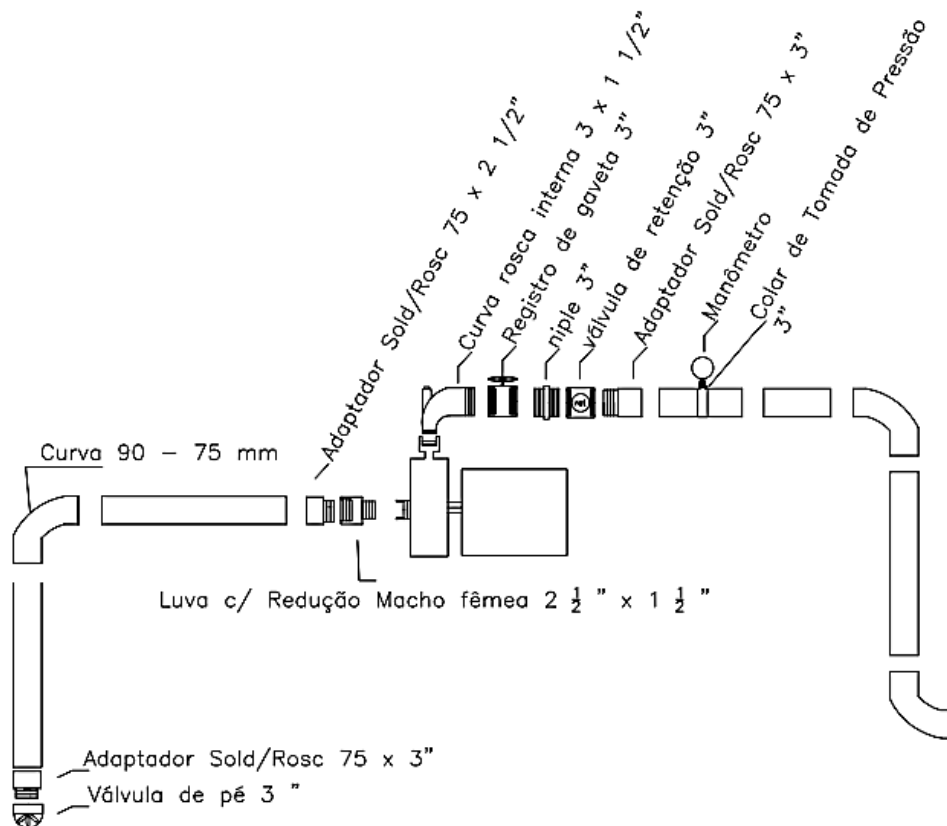 Adaptador Sold/Rosc 75 x 2 1/2"
Curva rosca interna 3 x 1 1/2"
Registro de gaveta 3"
niple 3"
válvula de retenção 3"
Adaptador Sold/Rosc 75 x 3"
Manômetro
Colar de Tomada de Pressão
3"
Curva 90 - 75 mm
Luva c/ Redução Macho fêmea 2 ½ " x 1 ½ "
Adaptador Sold/Rosc 75 x 3"
Válvula de pé 3 "